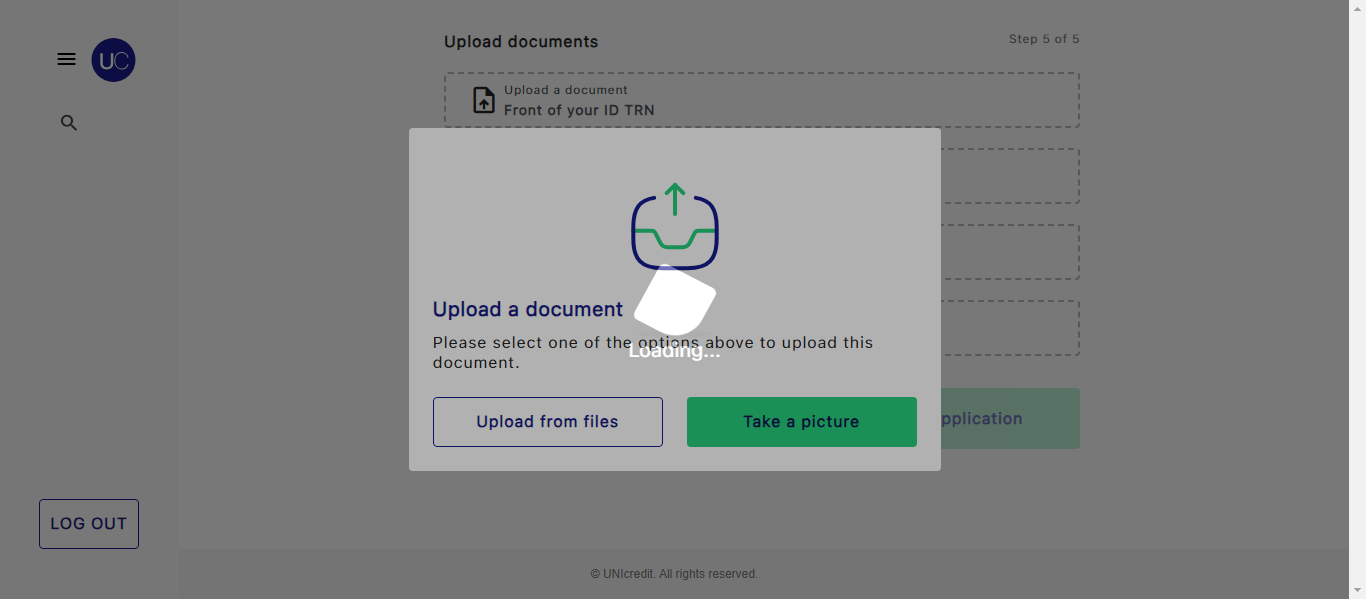 UC
Upload documents
Step 5 of 5
Upload a document
Front of your ID TRN
Upload a document
Please select one of the options above to upload this
document.
Loading...
Upload from files
Take a picture
pplication
LOG OUT
© UNIcredit. All rights reserved.